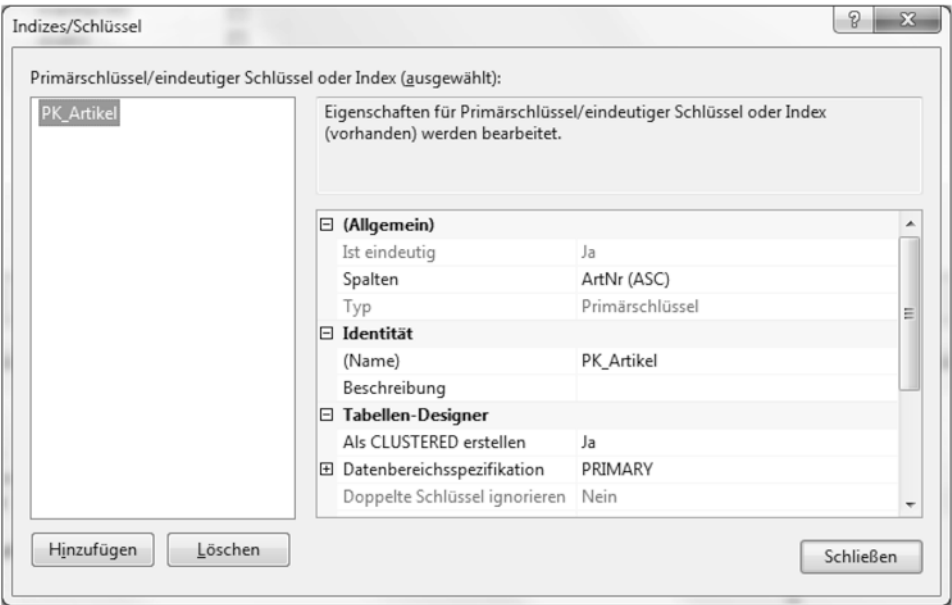 Indizes/Schlüssel
Primärschlüssel/eindeutiger Schlüssel oder Index (ausgewählt):
PK_Artikel
Eigenschaften für Primärschlüssel/eindeutiger Schlüssel oder Index
(vorhanden) werden bearbeitet.
(Allgemein)
Ist eindeutig Ja
Spalten ArtNr (ASC)
Typ Primärschlüssel
Identität
(Name) PK_Artikel
Beschreibung
Tabellen-Designer
Als CLUSTERED erstellen Ja
Datenbereichsspezifikation PRIMARY
Doppelte Schlüssel ignorieren Nein
Hinzufügen Löschen
Schließen